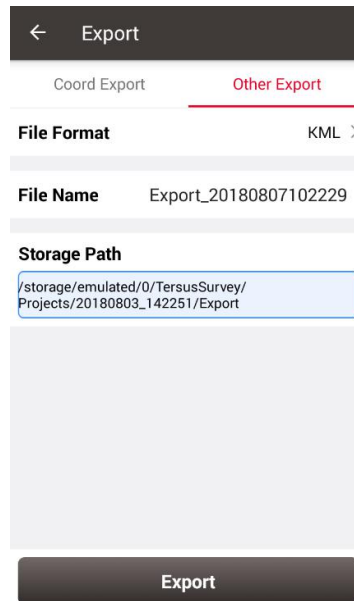 Export
Coord Export Other Export
File Format KML
File Name Export_20180807102229
Storage Path
/storage/emulated/0/TersusSurvey/
Projects/20180803_142251/Export
Export